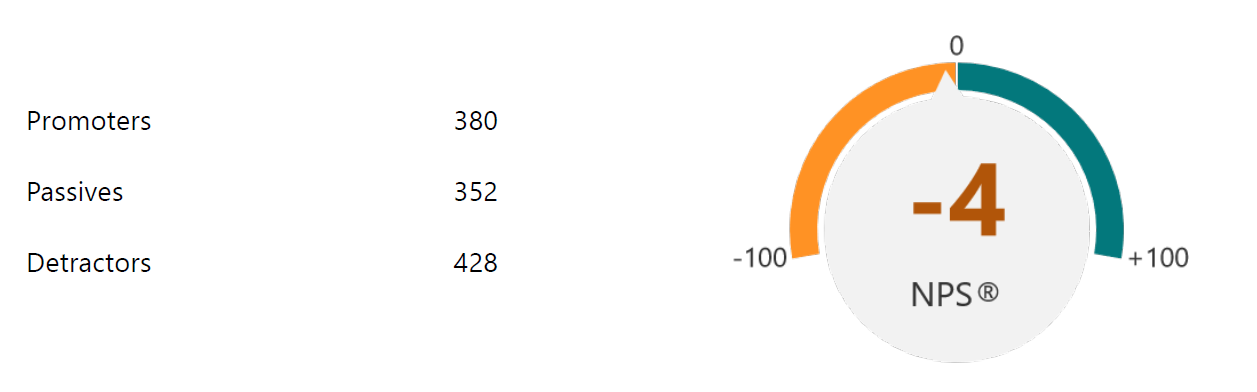 0
Promoters 380
Passives 352
-4
Detractors 428
-100
+100
NPS®